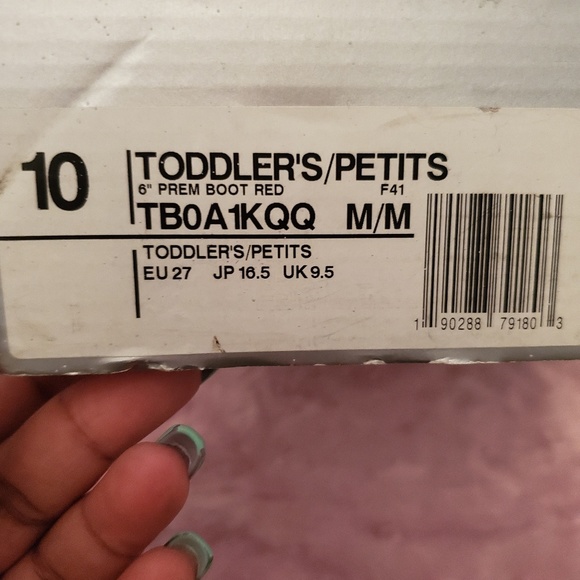 10
TODDLER'S/PETITS
6" PREM BOOT RED F41
TB0A1KQQ M/M
TODDLER'S/PETITS
EU 27 JP 16.5 UK 9.5
1 90288 79180 3